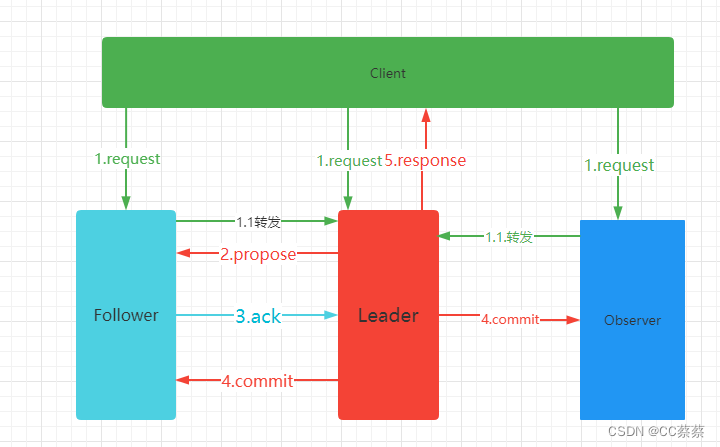 Client
1.request
1.request
5.response
1.request
1.1转发
1.1.转发
2.propose
Follower
3.ack
Leader
4.commit
Observer
4.commit
CSDN @CC蔡蔡